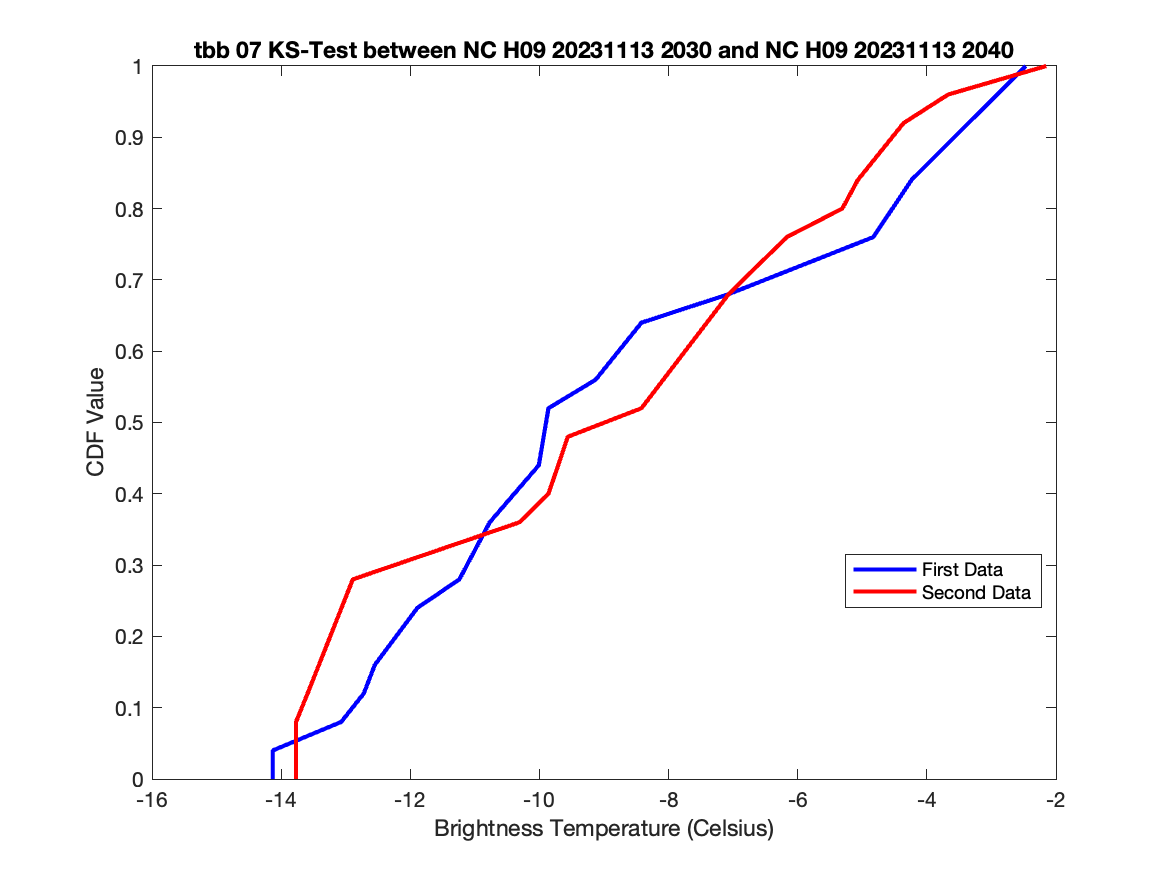 tbb 07 KS-Test between NC H09 20231113 2030 and NC H09 20231113 2040
1
0.9
0.8
0.7
0.6
0.5
0.4
0.3
0.2
0.1
0
CDF Value
First Data
Second Data
-16 -14 -12 -10 -8 -6 -4 -2
Brightness Temperature (Celsius)